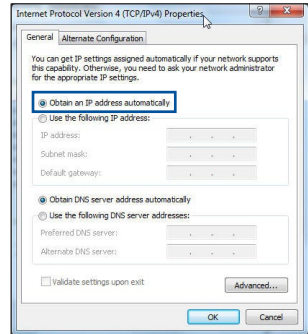 Internet Protocol Version 4 (TCP/IPv4) Properties
General
Alternate Configuration
You can get IP settings assigned automatically if your network supports
this capability. Otherwise, you need to ask your network administrator
for the appropriate IP settings.
Obtain an IP address automatically
Use the following IP address:
IP address:
Subnet mask:
Default gateway:
Obtain DNS server address automatically
Use the following DNS server addresses:
Preferred DNS server:
Alternate DNS server:
Validate settings upon exit
Advanced...
OK
Cancel